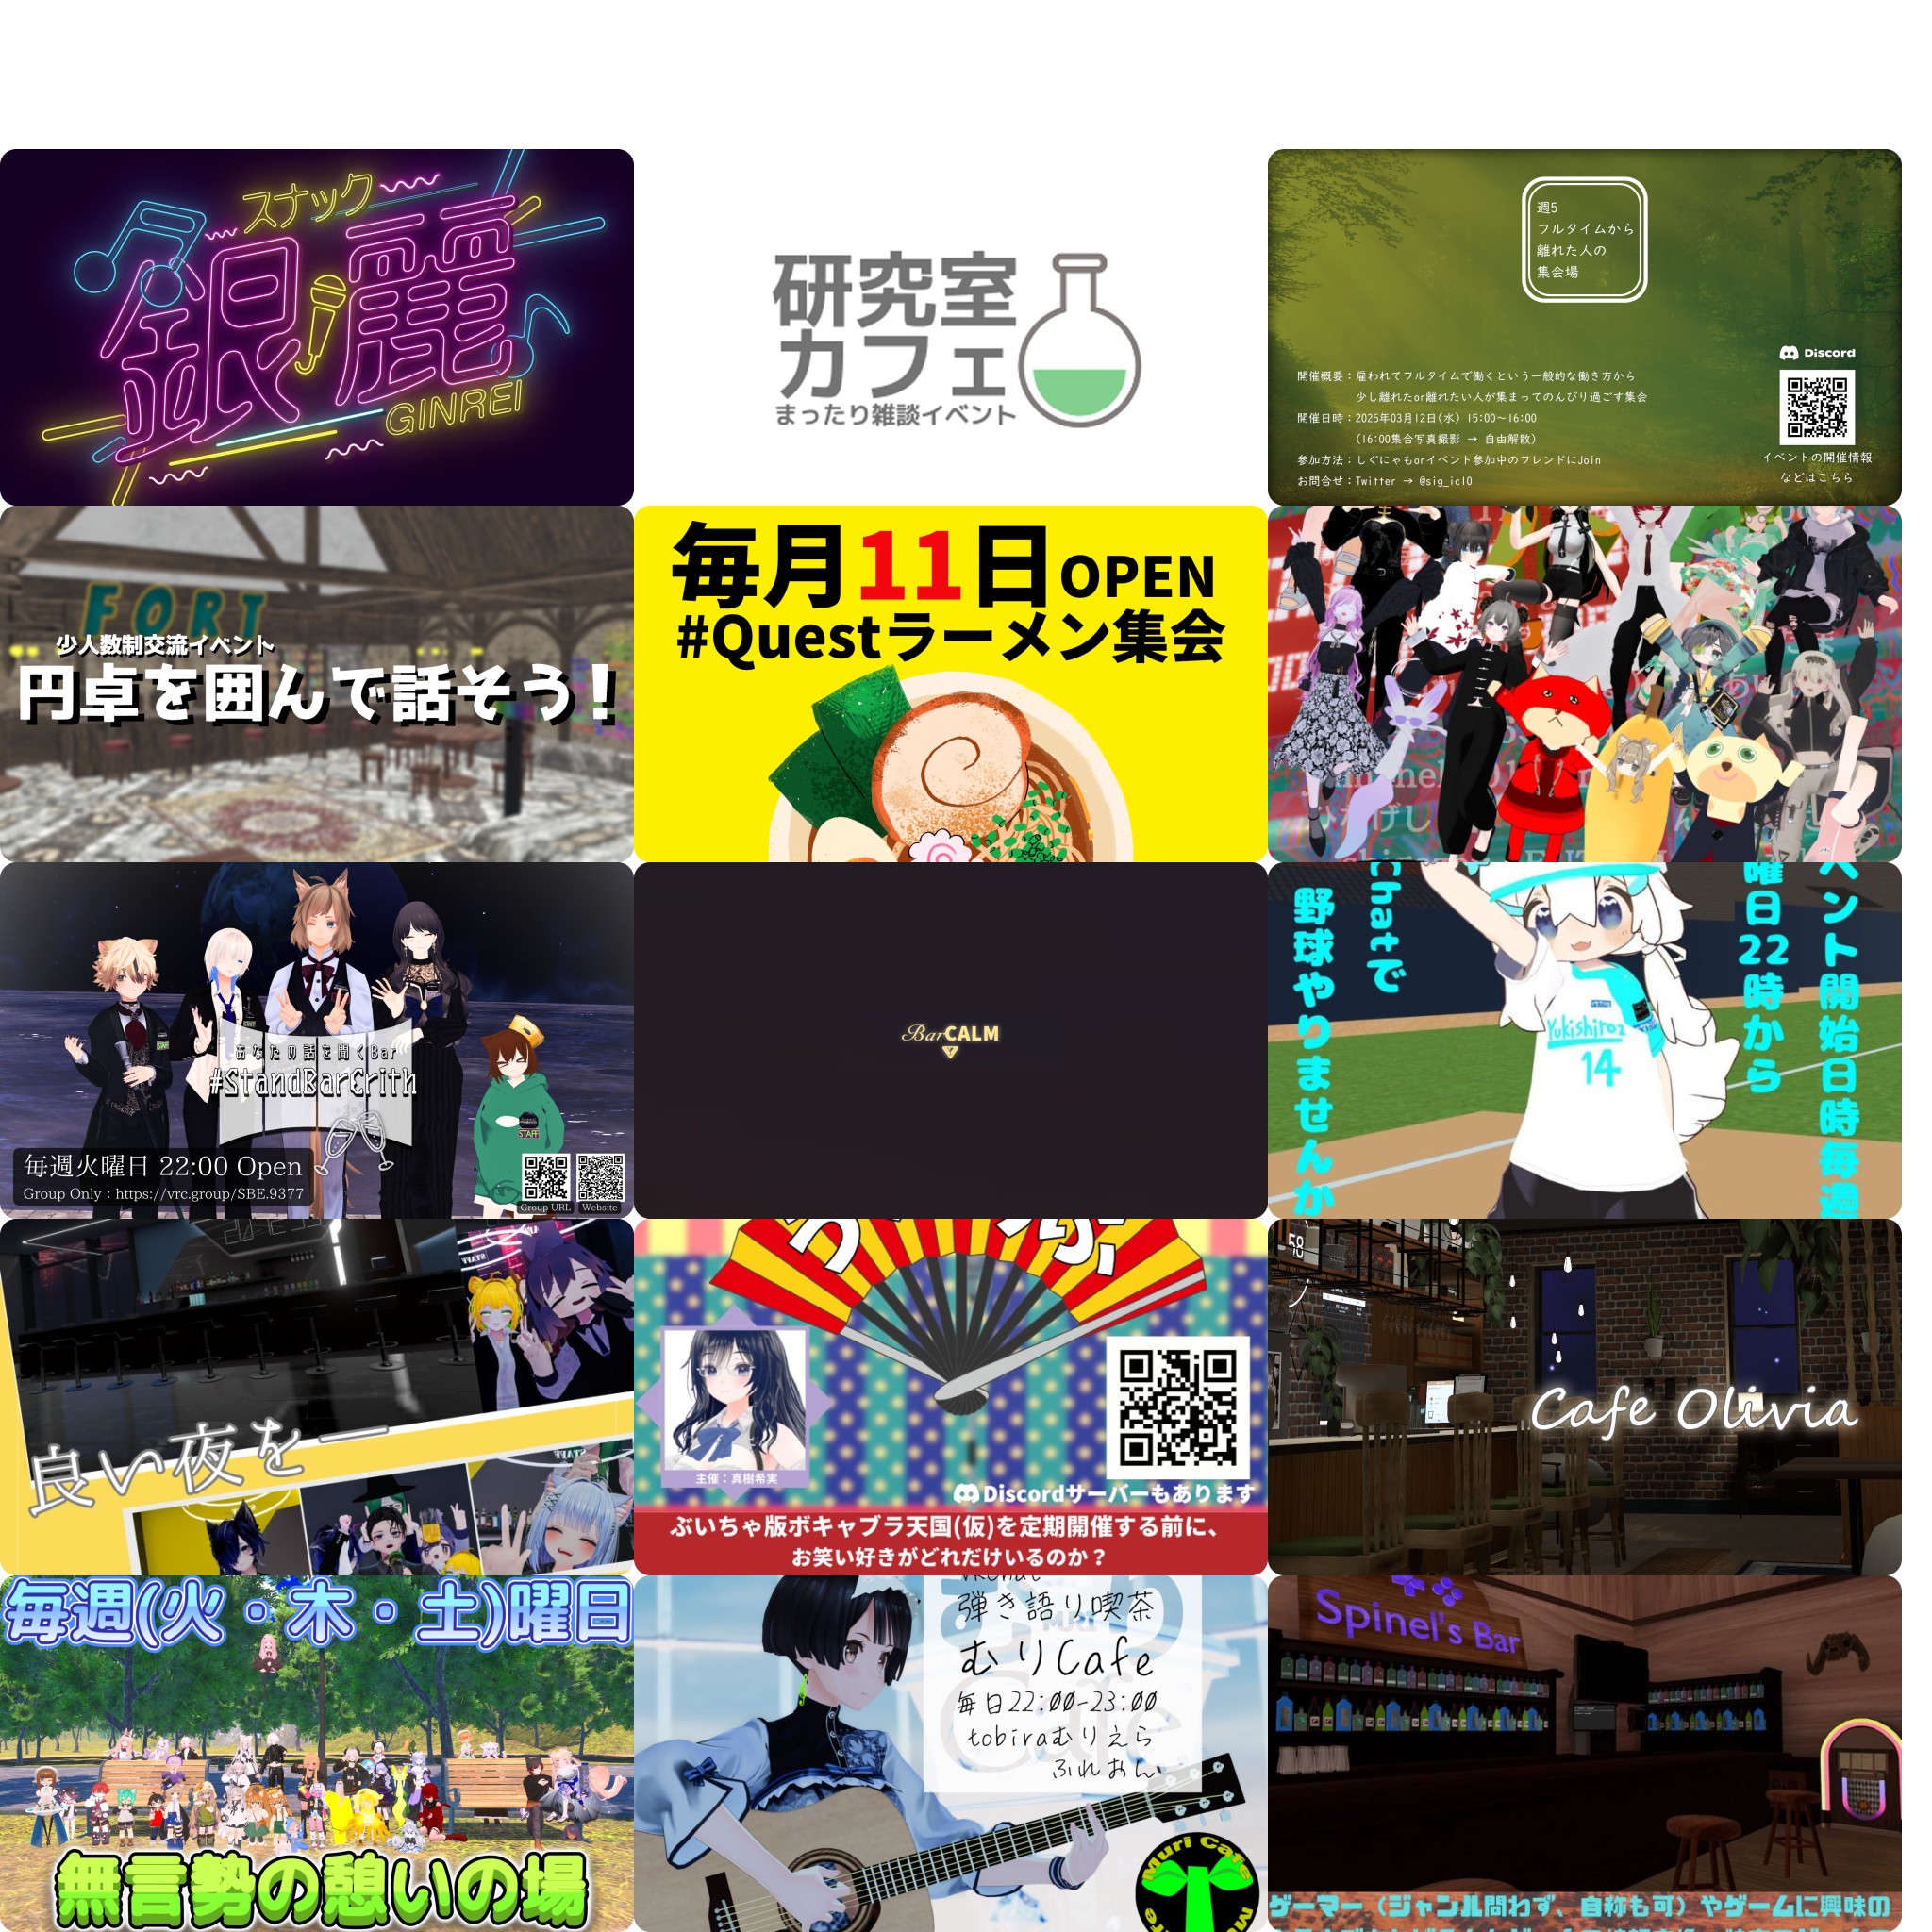 スナック
銀麗
GINREI
研究室
カフェ
まったり雑談イベント
週5
フルタイムから
離れた人の
集会場
開催概要：雇われてフルタイムで働くという一般的な働き方から
少し離れたor離れたい人が集まってのんびり過ごす集会
開催日時：2025年03月12日(水) 15:00~16:00
(16:00集合写真撮影 → 自由解散)
参加方法：しぐにゃもorイベント参加中のフレンドにJoin
お問合せ：Twitter → @sig_icl0
Discord
イベントの開催情報
などはこちら
FORT
少人数制交流イベント
円卓を囲んで話そう！
毎月11日OPEN
#Questラーメン集会
あなたの話を聞くBar
#StandBarCrith
STAFF
毎週火曜日 22:00 Open
Group Only : https://vrc.group/SBE.9377
Group URL
Website
BarCALM
ベント開始日時毎週
曜日22時から
Chatで
野球やりませんか
Yukishiroz
14
良い夜を―
主催：真樹希実
Discordサーバーもあります
ぶいちゃ版ボキャブラ天国(仮)を定期開催する前に、
お笑い好きがどれだけいるのか？
58
Cafe Olivia
毎週(火・木・土)曜日
無言勢の憩いの場
弾き語り喫茶
むりCafe
毎日22:00-23:00
tobiraむりえら
ふれおん
Muri Cafe
Spinel's Bar
ゲーマー（ジャンル問わず、自称も可）やゲームに興味の